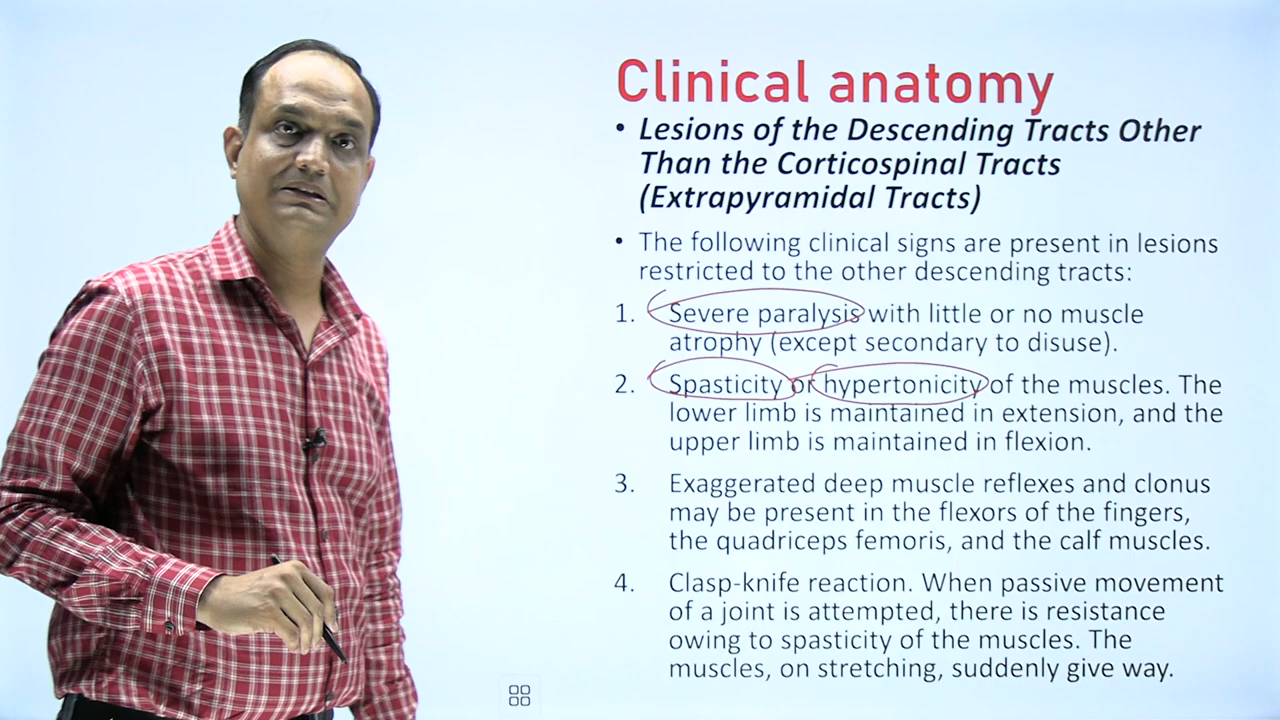 Clinical anatomy
• Lesions of the Descending Tracts Other
Than the Corticospinal Tracts
(Extrapyramidal Tracts)
• The following clinical signs are present in lesions
restricted to the other descending tracts:
1. Severe paralysis with little or no muscle
atrophy (except secondary to disuse).
2. Spasticity or hypertonicity of the muscles. The
lower limb is maintained in extension, and the
upper limb is maintained in flexion.
3. Exaggerated deep muscle reflexes and clonus
may be present in the flexors of the fingers,
the quadriceps femoris, and the calf muscles.
4. Clasp-knife reaction. When passive movement
of a joint is attempted, there is resistance
owing to spasticity of the muscles. The
muscles, on stretching, suddenly give way.